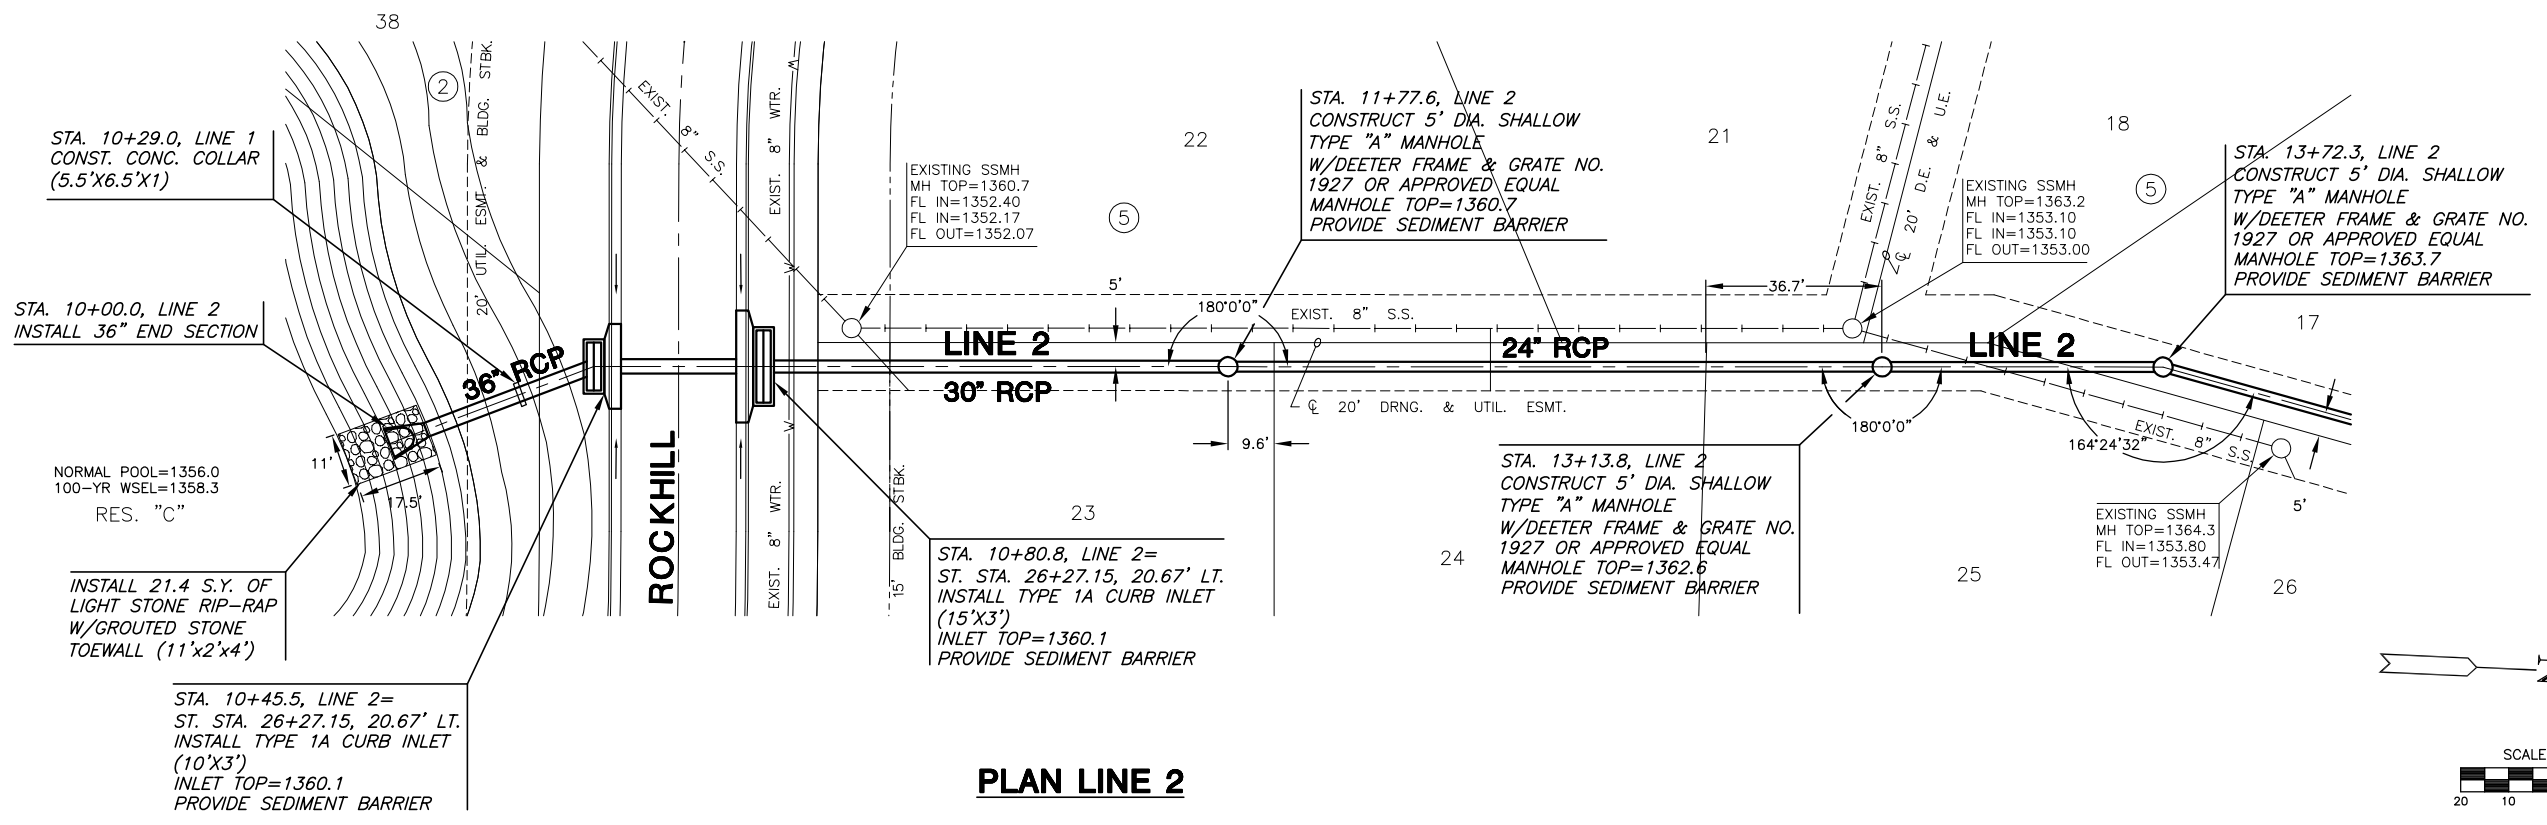 38
2
20' UTIL. ESMT. & BLDG. STBK.
STA. 10+29.0, LINE 1
CONST. CONC. COLLAR
(5.5'X6.5'X1)
STA. 10+00.0, LINE 2
INSTALL 36" END SECTION
36" RCP
11'
17.5'
NORMAL POOL=1356.0
100-YR WSEL=1358.3
RES. "C"
INSTALL 21.4 S.Y. OF
LIGHT STONE RIP-RAP
W/GROUTED STONE
TOEWALL (11'x2'x4')
STA. 10+45.5, LINE 2=
ST. STA. 26+27.15, 20.67' LT.
INSTALL TYPE 1A CURB INLET
(10'X3')
INLET TOP=1360.1
PROVIDE SEDIMENT BARRIER
ROCKHILL
EXIST. 8" S.S.
EXIST. 8" WTR.
W
W
W
EXIST. 8" WTR.
15' BLDG. STBK.
EXISTING SSMH
MH TOP=1360.7
FL IN=1352.40
FL IN=1352.17
FL OUT=1352.07
22
5
5'
LINE 2
30" RCP
23
STA. 10+80.8, LINE 2=
ST. STA. 26+27.15, 20.67' LT.
INSTALL TYPE 1A CURB INLET
(15'X3')
INLET TOP=1360.1
PROVIDE SEDIMENT BARRIER
STA. 11+77.6, LINE 2
CONSTRUCT 5' DIA. SHALLOW
TYPE "A" MANHOLE
W/DEETER FRAME & GRATE NO.
1927 OR APPROVED EQUAL
MANHOLE TOP=1360.7
PROVIDE SEDIMENT BARRIER
180°0'0"
EXIST. 8" S.S.
24" RCP
℄ 20' DRNG. & UTIL. ESMT.
9.6'
21
36.7'
24
STA. 13+13.8, LINE 2
CONSTRUCT 5' DIA. SHALLOW
TYPE "A" MANHOLE
W/DEETER FRAME & GRATE NO.
1927 OR APPROVED EQUAL
MANHOLE TOP=1362.6
PROVIDE SEDIMENT BARRIER
180°0'0"
EXIST. 8" S.S.
℄ 20' D.E. & U.E.
EXISTING SSMH
MH TOP=1363.2
FL IN=1353.10
FL IN=1353.10
FL OUT=1353.00
18
5
STA. 13+72.3, LINE 2
CONSTRUCT 5' DIA. SHALLOW
TYPE "A" MANHOLE
W/DEETER FRAME & GRATE NO.
1927 OR APPROVED EQUAL
MANHOLE TOP=1363.7
PROVIDE SEDIMENT BARRIER
17
LINE 2
164°24'32"
EXIST. 8" S.S.
5'
EXISTING SSMH
MH TOP=1364.3
FL IN=1353.80
FL OUT=1353.47
25
26
SCALE
20 10
PLAN LINE 2